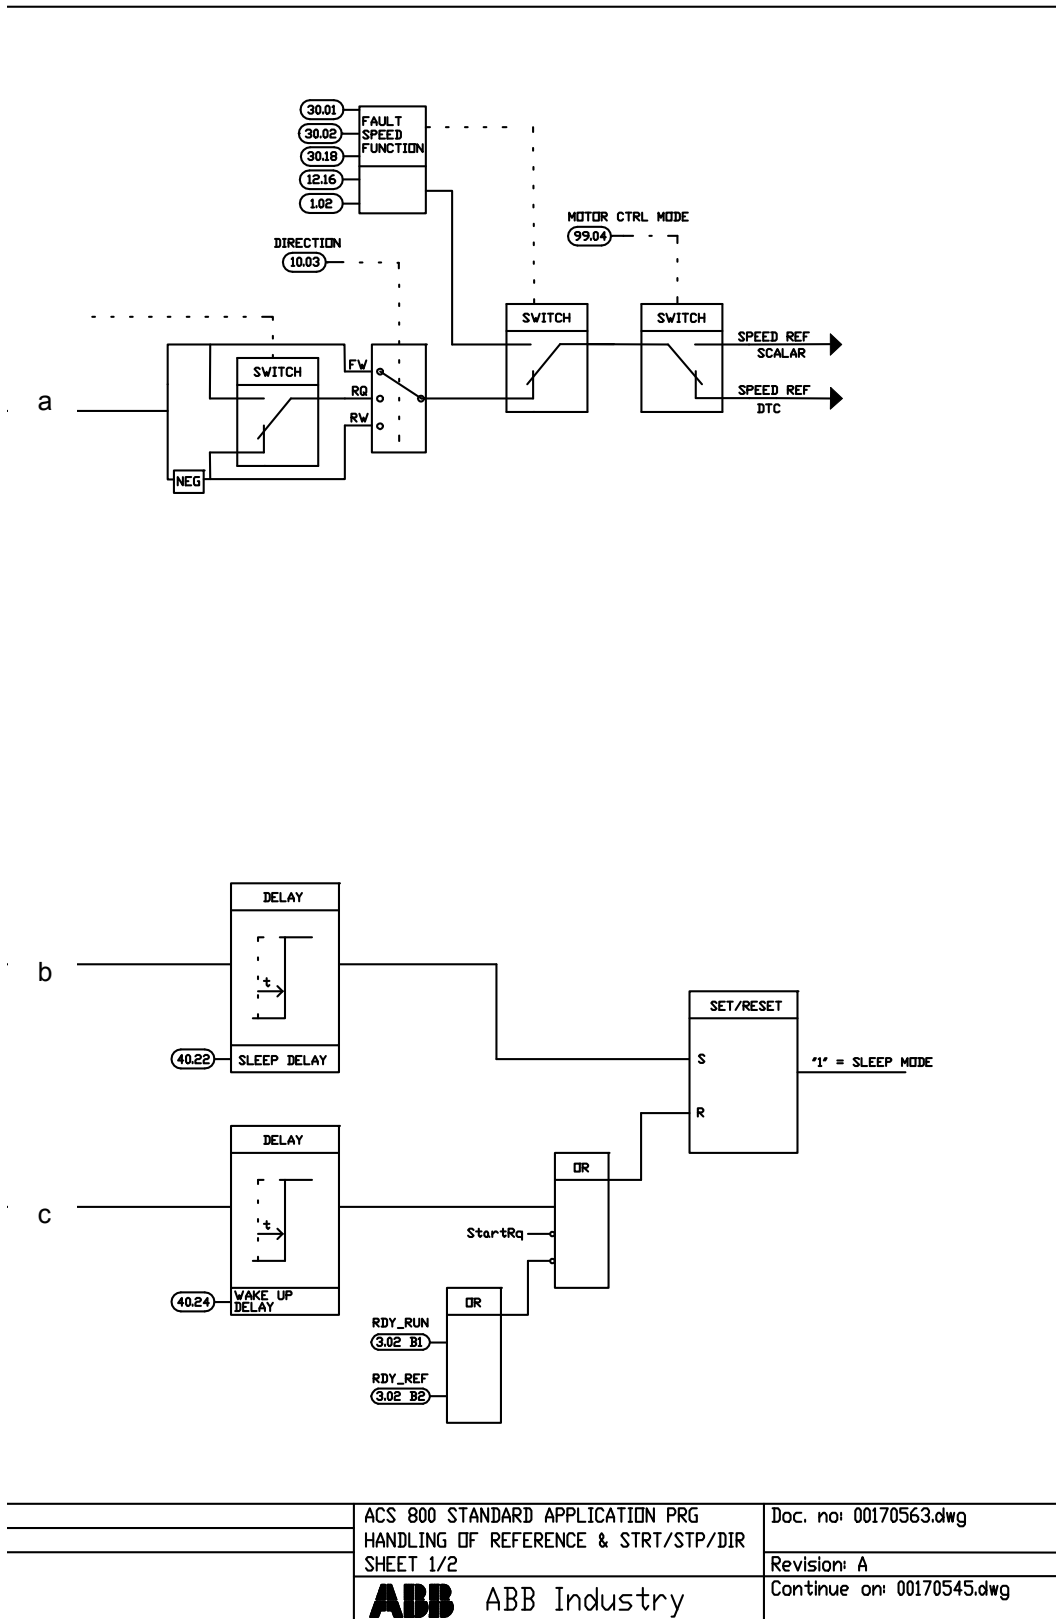 30.01
30.02
30.18
12.16
1.02
FAULT
SPEED
FUNCTION
DIRECTION
10.03
MOTOR CTRL MODE
99.04
SWITCH
SWITCH
SWITCH
FW
RQ
RW
NEG
a
SPEED REF
SCALAR
SPEED REF
DTC
DELAY
t
b
40.22
SLEEP DELAY
SET/RESET
S
R
"1" = SLEEP MODE
DELAY
t
c
40.24
WAKE UP
DELAY
OR
StartRq
OR
RDY_RUN
3.02 B1
RDY_REF
3.02 B2
ACS 800 STANDARD APPLICATION PRG
HANDLING OF REFERENCE & STRT/STP/DIR
SHEET 1/2
Doc. no: 00170563.dwg
Revision: A
Continue on: 00170545.dwg
ABB ABB Industry